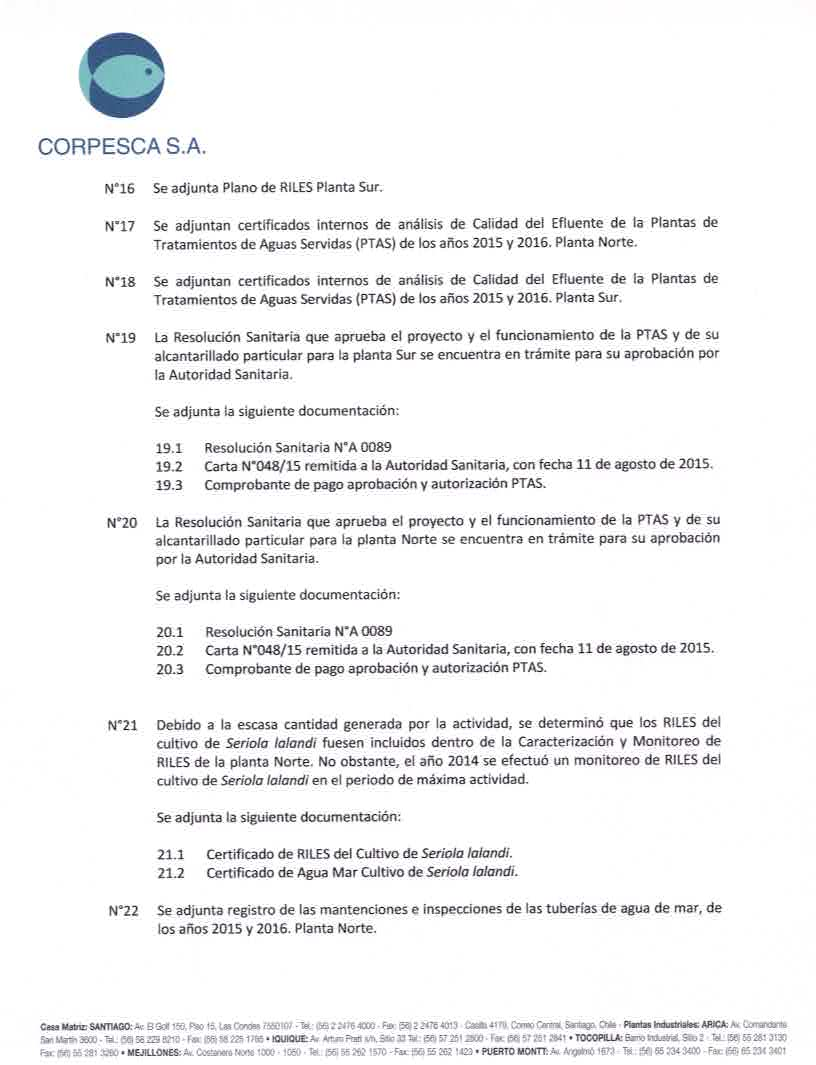 CORPESCA S.A.
N°16 Se adjunta Plano de RILES Planta Sur.
N°17 Se adjuntan certificados internos de análisis de Calidad del Efluente de la Plantas de
Tratamientos de Aguas Servidas (PTAS) de los años 2015 y 2016. Planta Norte.
N°18 Se adjuntan certificados internos de análisis de Calidad del Efluente de la Plantas de
Tratamientos de Aguas Servidas (PTAS) de los años 2015 y 2016. Planta Sur.
N°19 La Resolución Sanitaria que aprueba el proyecto y el funcionamiento de la PTAS y de su
alcantarillado particular para la planta Sur se encuentra en trámite para su aprobación por
la Autoridad Sanitaria.
Se adjunta la siguiente documentación:
19.1 Resolución Sanitaria N°A 0089
19.2 Carta N°048/15 remitida a la Autoridad Sanitaria, con fecha 11 de agosto de 2015.
19.3 Comprobante de pago aprobación y autorización PTAS.
N°20 La Resolución Sanitaria que aprueba el proyecto y el funcionamiento de la PTAS y de su
alcantarillado particular para la planta Norte se encuentra en trámite para su aprobación
por la Autoridad Sanitaria.
Se adjunta la siguiente documentación:
20.1 Resolución Sanitaria N°A 0089
20.2 Carta N°048/15 remitida a la Autoridad Sanitaria, con fecha 11 de agosto de 2015.
20.3 Comprobante de pago aprobación y autorización PTAS.
N°21 Debido a la escasa cantidad generada por la actividad, se determinó que los RILES del
cultivo de Seriola lalandi fuesen incluidos dentro de la Caracterización y Monitoreo de
RILES de la planta Norte. No obstante, el año 2014 se efectuó un monitoreo de RILES del
cultivo de Seriola lalandi en el periodo de máxima actividad.
Se adjunta la siguiente documentación:
21.1 Certificado de RILES del Cultivo de Seriola lalandi.
21.2 Certificado de Agua Mar Cultivo de Seriola lalandi.
N°22 Se adjunta registro de las mantenciones e inspecciones de las tuberías de agua de mar, de
los años 2015 y 2016. Planta Norte.
Casa Matriz: SANTIAGO: Av. El Golf 150, Piso 15, Las Condes 7550107 - Tel.: (56) 2 2476 4000 - Fax: (56) 2 2476 4013 - Casilla 4179, Correo Central, Santiago, Chile - Plantas Industriales: ARICA: Av. Comandante
San Martín 3600 - Tel.: (56) 58 229 8210 - Fax: (56) 58 225 1766 • IQUIQUE: Av. Arturo Pratt s/n, Sitio 33 Tel.: (56) 57 251 2800 - Fax: (56) 57 251 2841 • TOCOPILLA: Barrio Industrial, Sitio 2 - Tel.: (56) 55 281 3130
Fax: (56) 55 281 3260 • MEJILLONES: Av. Costanera Norte 1000 - 1050 - Tel.: (56) 55 262 1570 - Fax: (56) 55 262 1423 • PUERTO MONTT: Av. Angelmó 1673 - Tel.: (56) 65 234 3400 - Fax: (56) 65 234 3401